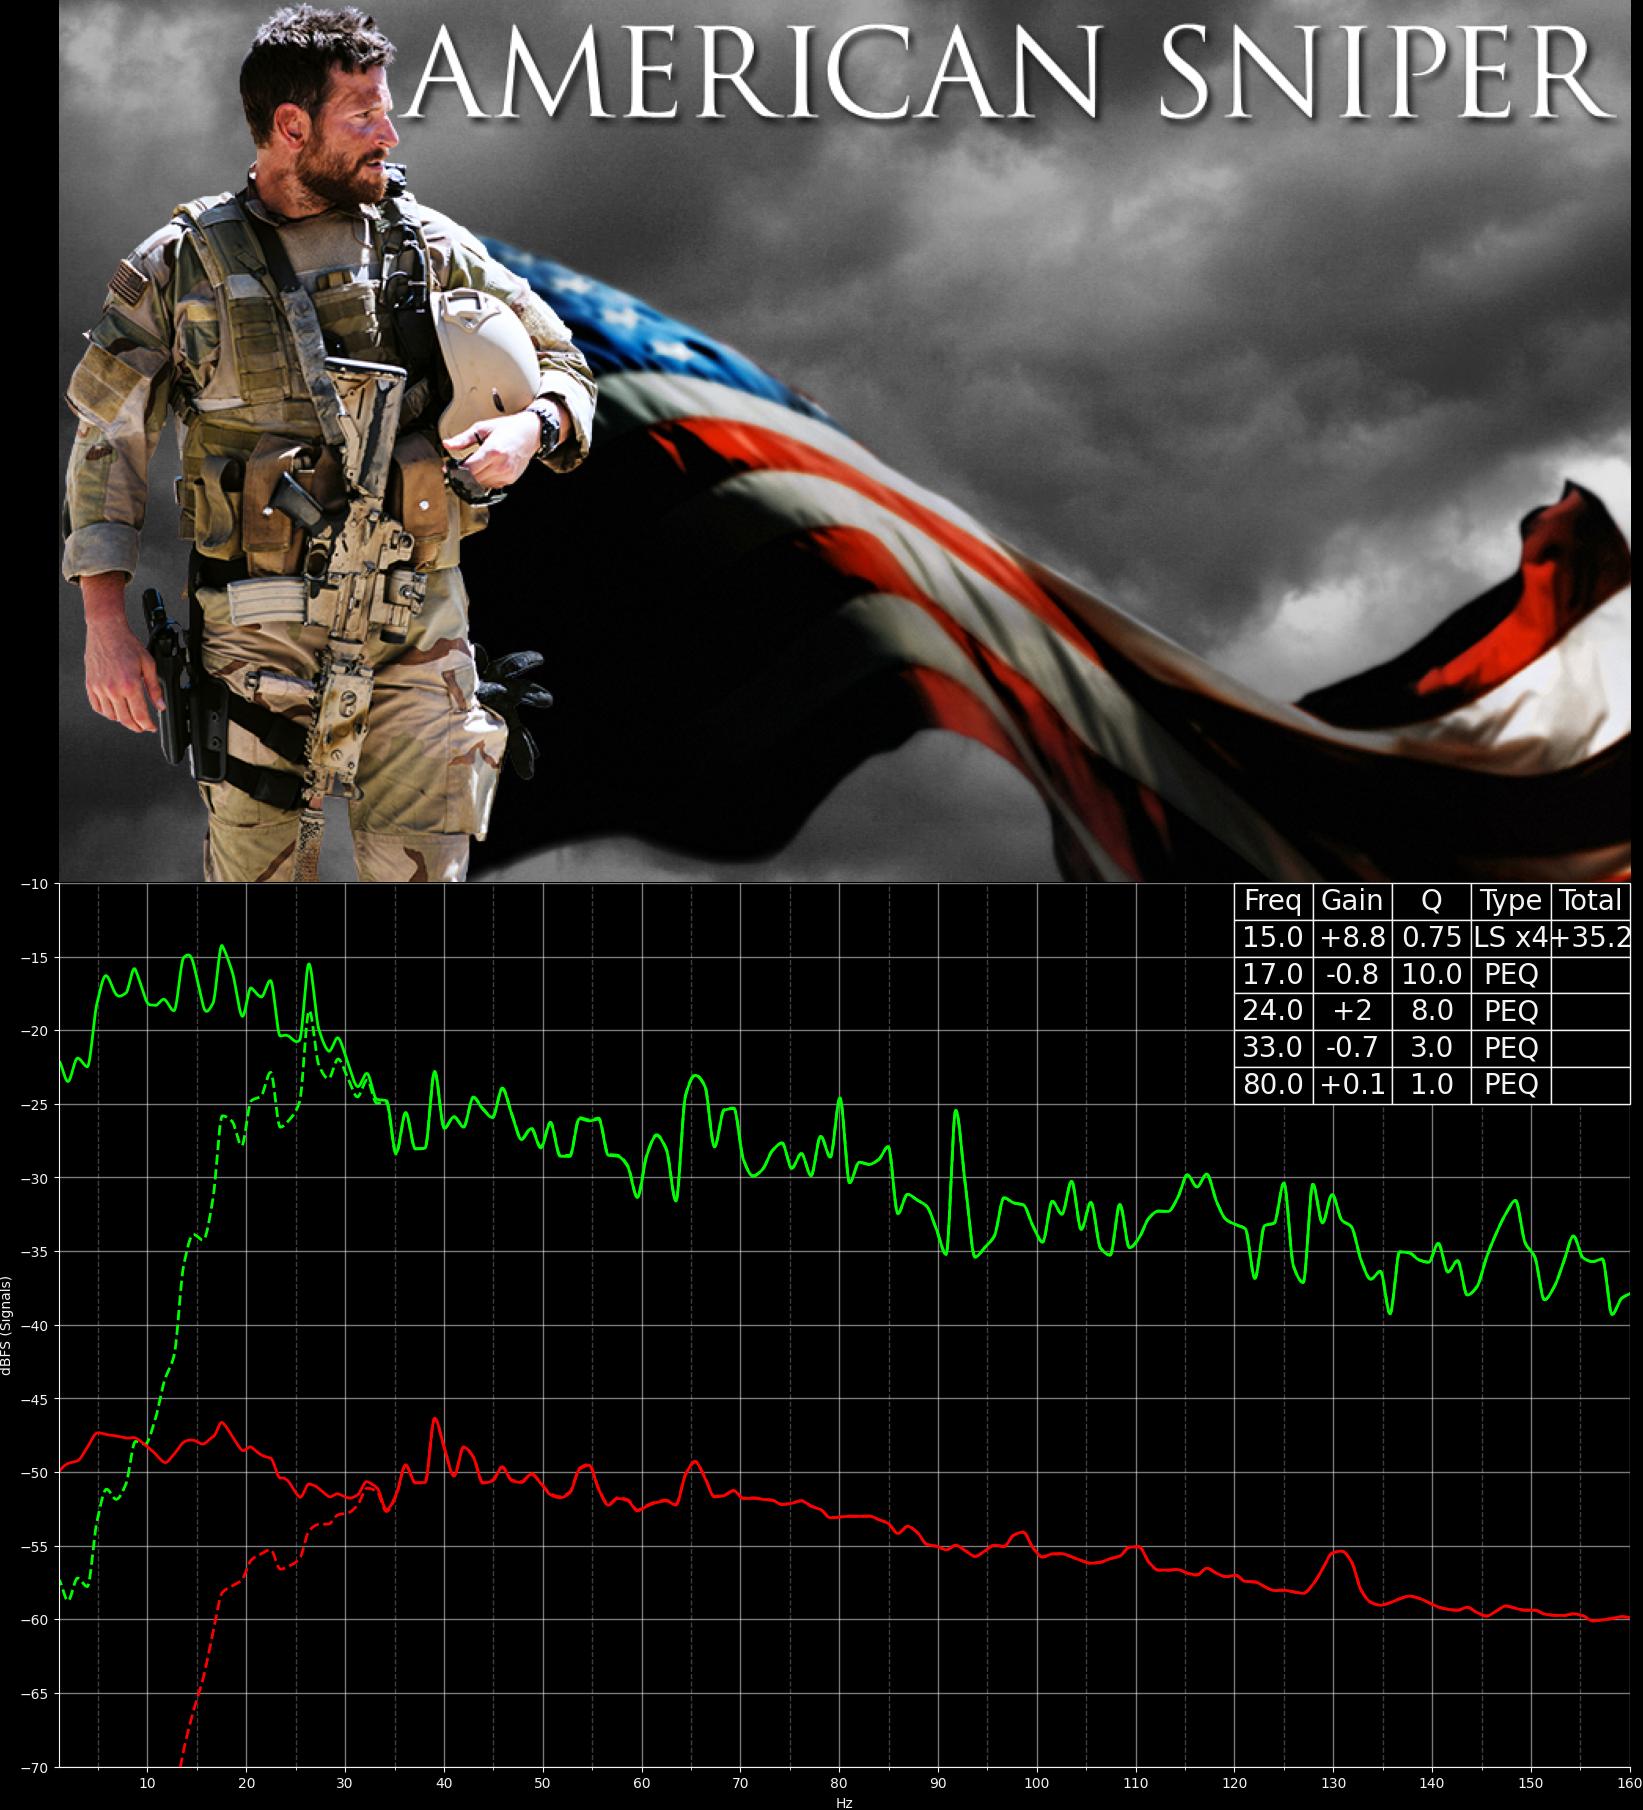 AMERICAN SNIPER
Freq Gain Q Type Total
15.0 +8.8 0.75 LS x4 +35.2
17.0 -0.8 10.0 PEQ
24.0 +2 8.0 PEQ
33.0 -0.7 3.0 PEQ
80.0 +0.1 1.0 PEQ
−10
−15
−20
−25
−30
−35
−40
−45
−50
−55
−60
−65
−70
dBFS (Signals)
10 20 30 40 50 60 70 80 90 100 110 120 130 140 150 160
Hz